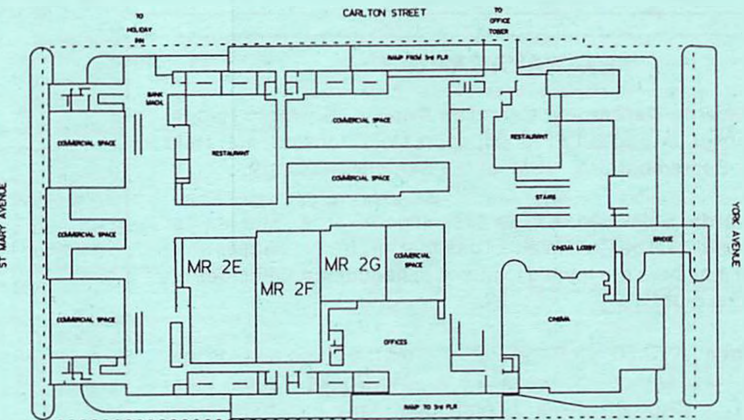 CARLTON STREET
TO
HOLIDAY
INN
TO
OFFICE
TOBER
RAMP FROM 3rd FLR
BANK
MACH.
COMMERCIAL SPACE
COMMERCIAL SPACE
RESTAURANT
RESTAURANT
COMMERCIAL SPACE
STAIRS
ST MARY AVENUE
YORK AVENUE
COMMERCIAL SPACE
CINEMA LOBBY
BRIDGE
MR 2E
MR 2F
MR 2G
COMMERCIAL
SPACE
COMMERCIAL SPACE
CINEMA
OFFICES
RAMP TO 3rd FLR